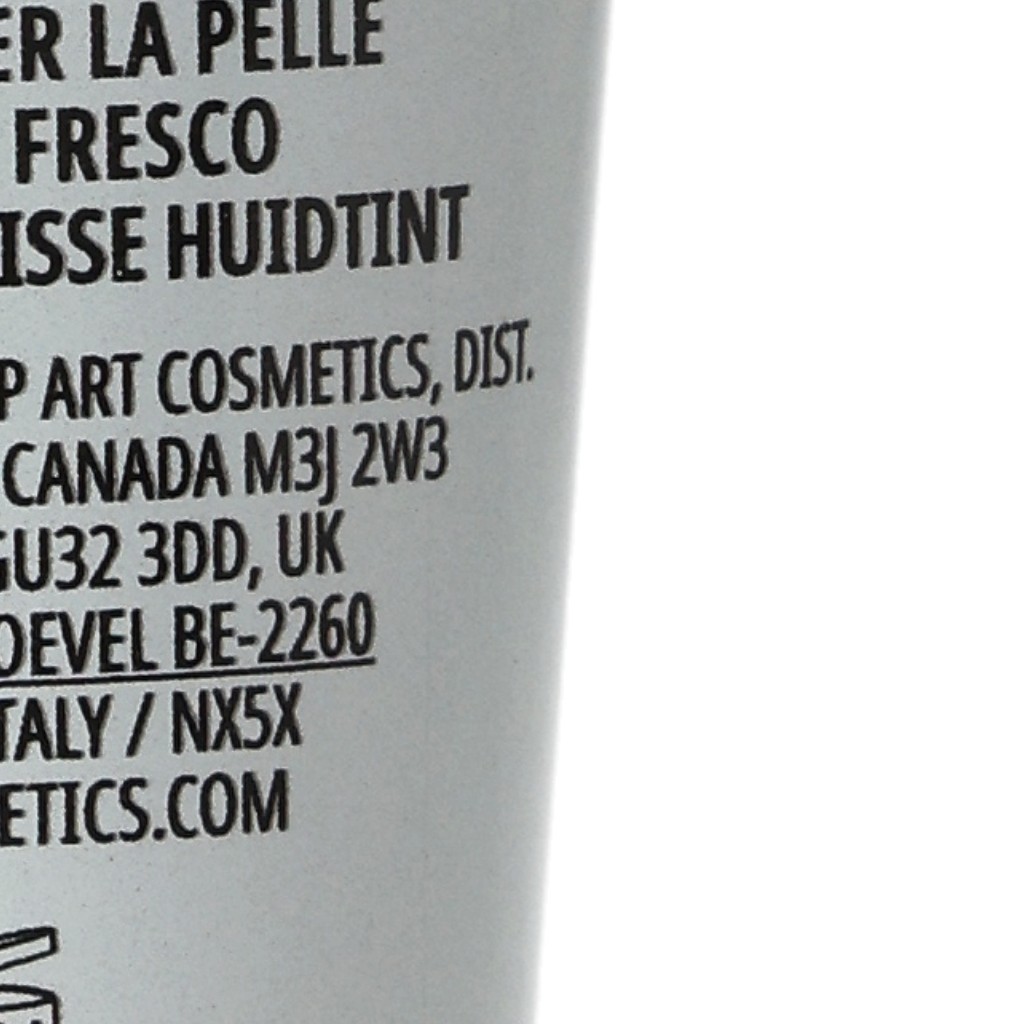 ER LA PELLE
FRESCO
ISSE HUIDTINT
P ART COSMETICS, DIST.
CANADA M3J 2W3
GU32 3DD, UK
OEVEL BE-2260
TALY / NX5X
ETICS.COM